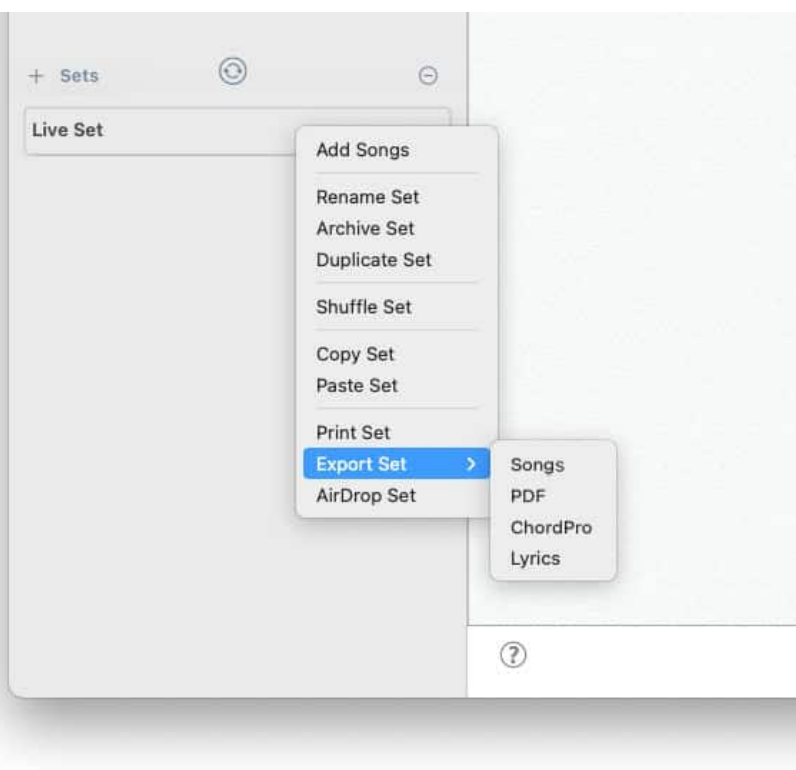 + Sets
Live Set
Add Songs
Rename Set
Archive Set
Duplicate Set
Shuffle Set
Copy Set
Paste Set
Print Set
Export Set >
AirDrop Set
Songs
PDF
ChordPro
Lyrics
?